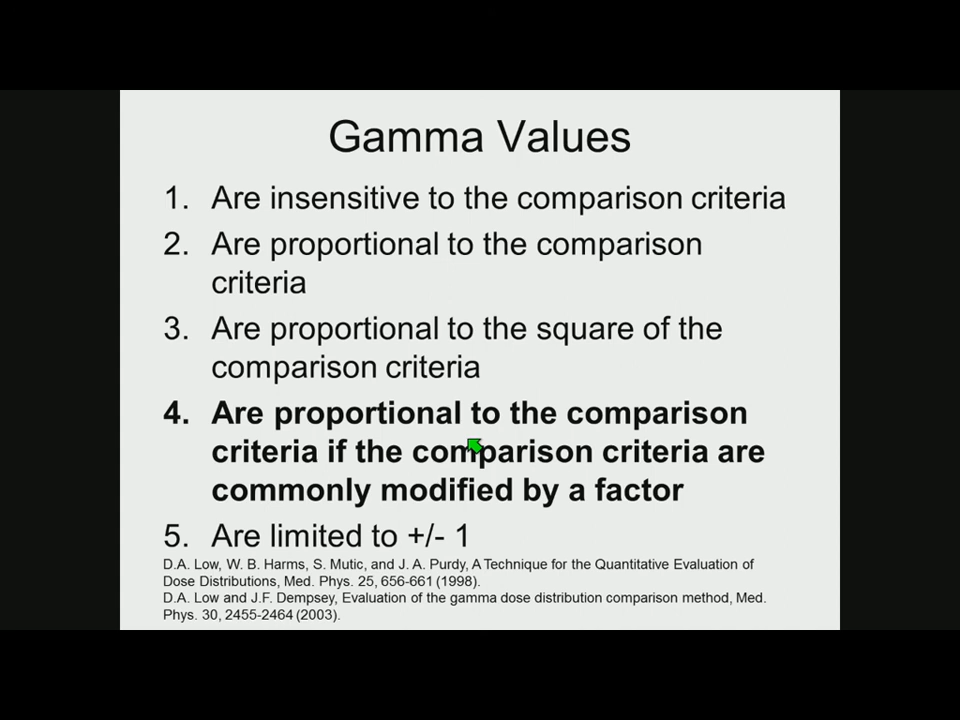 Gamma Values
1. Are insensitive to the comparison criteria
2. Are proportional to the comparison
criteria
3. Are proportional to the square of the
comparison criteria
4. Are proportional to the comparison
criteria if the comparison criteria are
commonly modified by a factor
5. Are limited to +/- 1
D.A. Low, W. B. Harms, S. Mutic, and J. A. Purdy, A Technique for the Quantitative Evaluation of
Dose Distributions, Med. Phys. 25, 656-661 (1998).
D.A. Low and J.F. Dempsey, Evaluation of the gamma dose distribution comparison method, Med.
Phys. 30, 2455-2464 (2003).